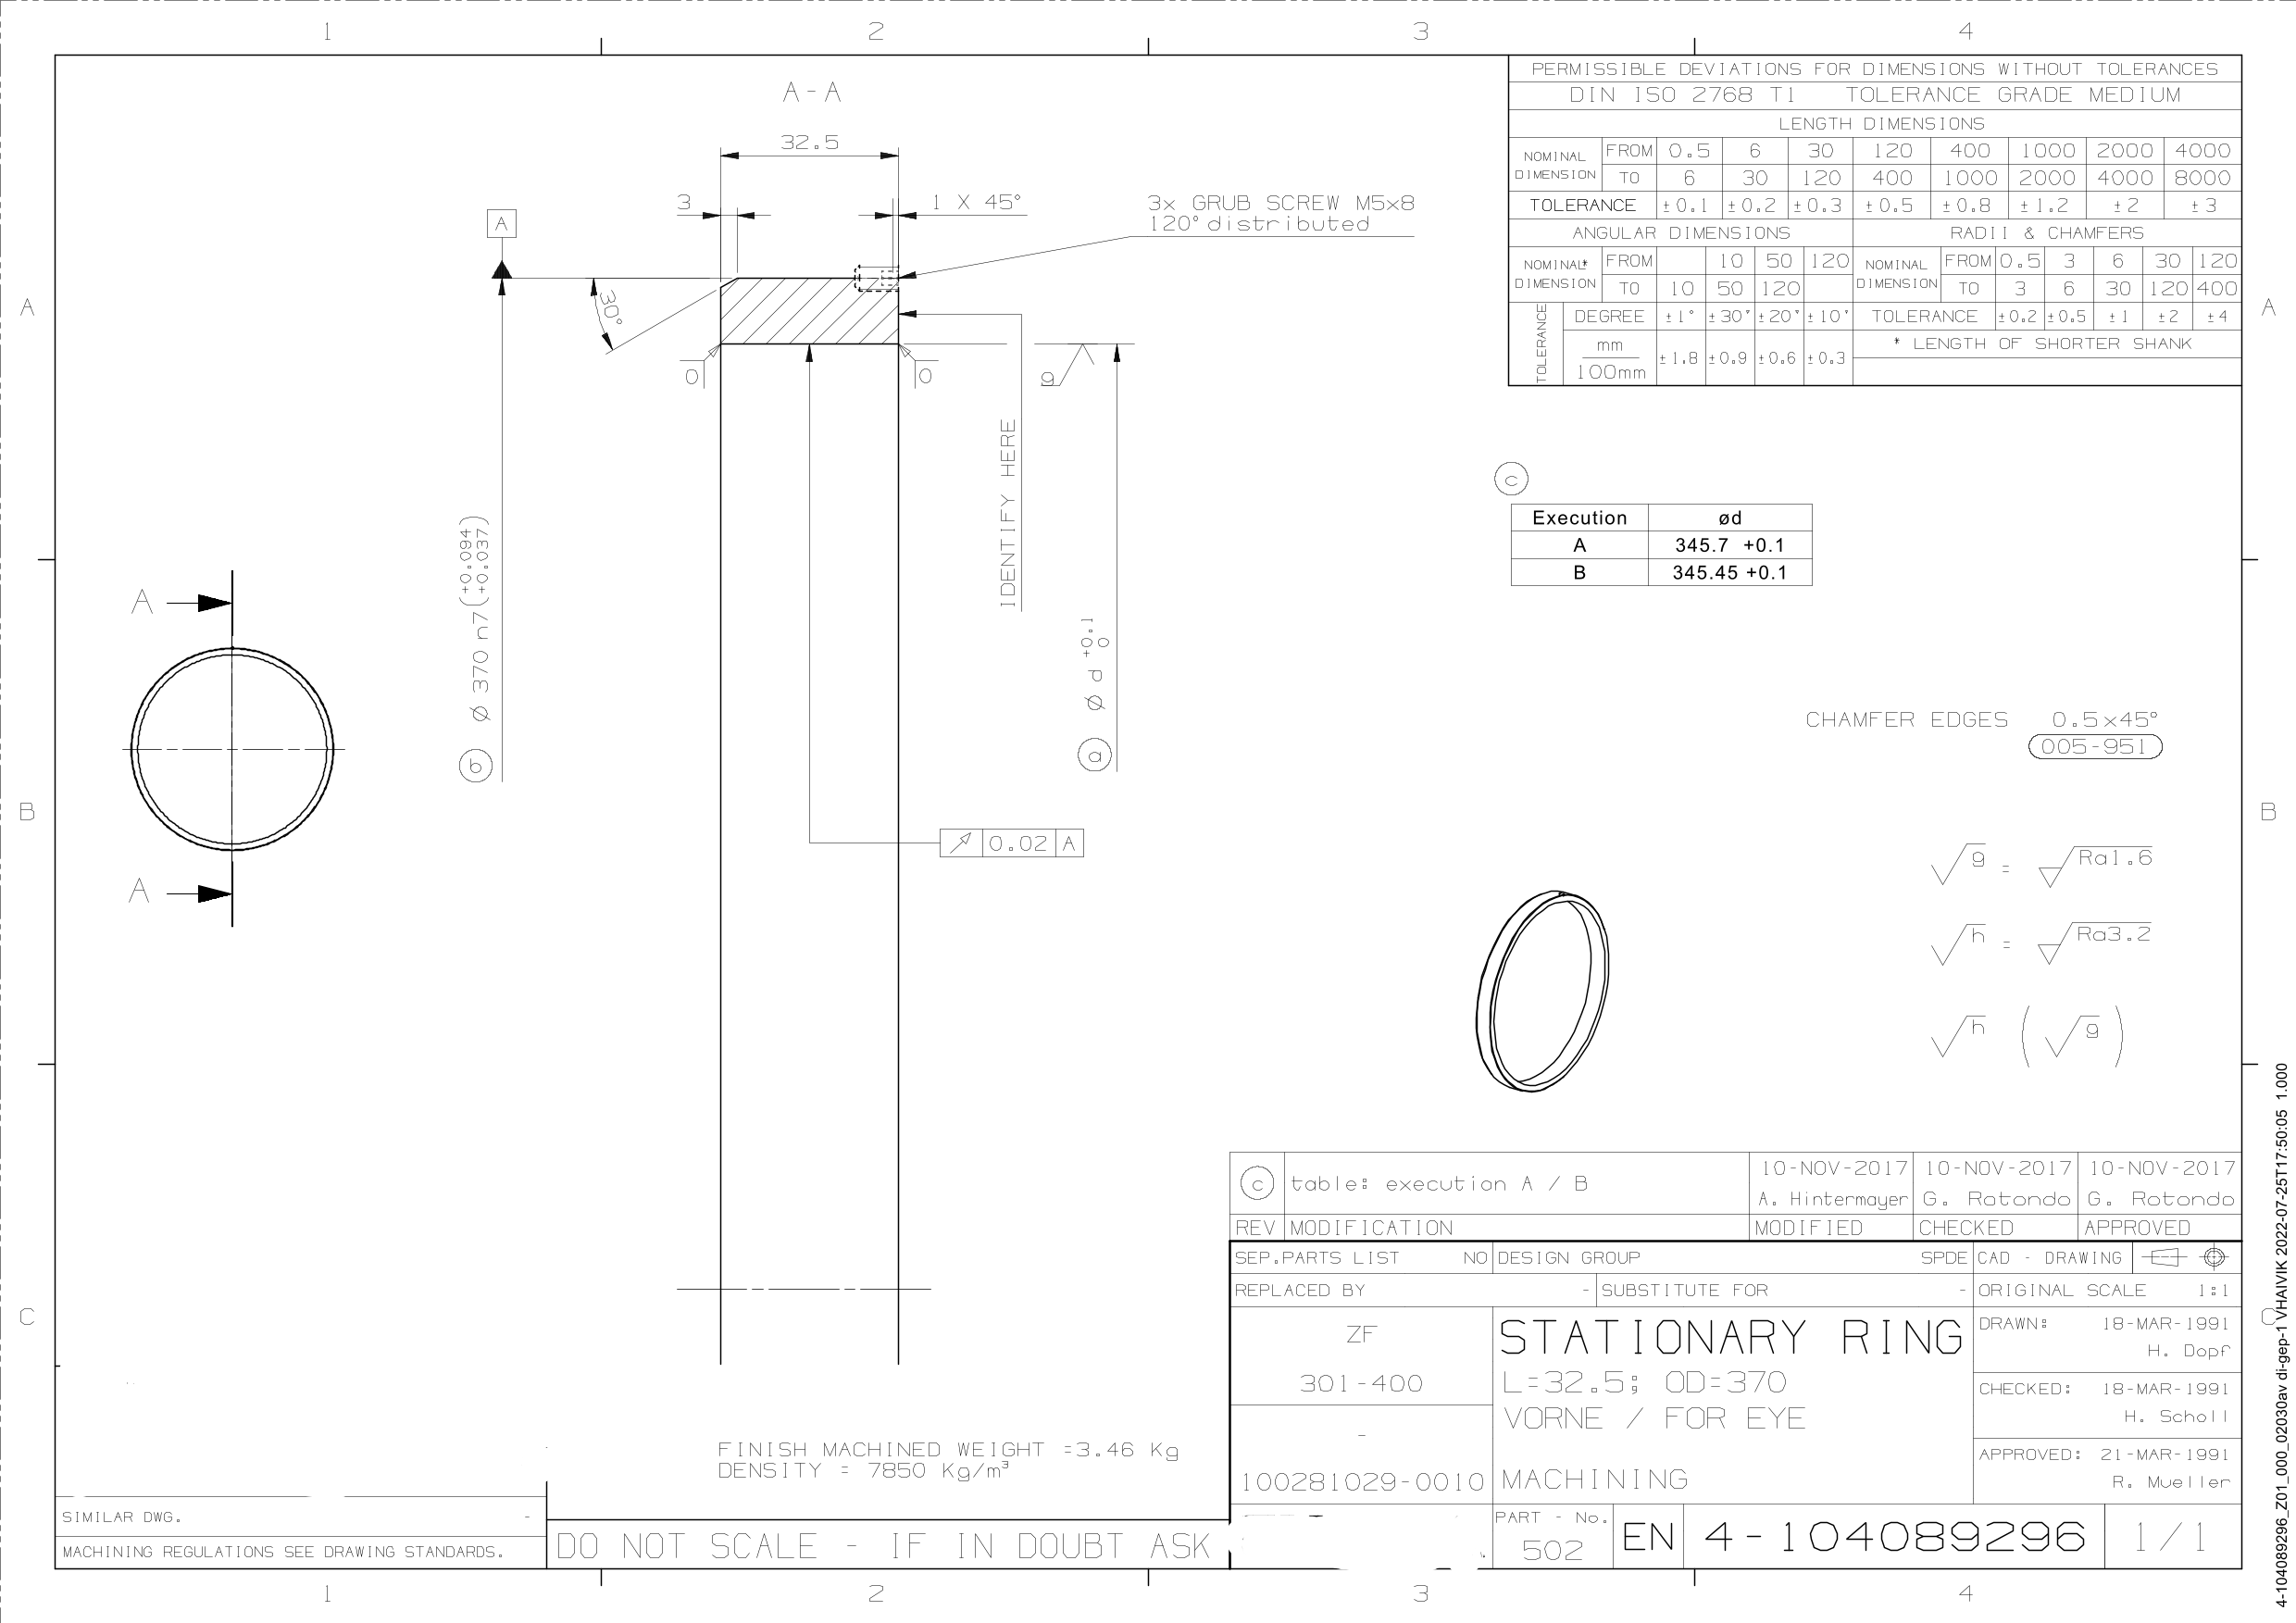 1 2 3 4
A - A
32.5
3
1 X 45°
3x GRUB SCREW M5x8
120° distributed
A
30°
0
0
g
IDENTIFY HERE
Ø 370 n7(+0.094 +0.037)
b
Ø d +0.1 0
a
0.02 A
A
A
PERMISSIBLE DEVIATIONS FOR DIMENSIONS WITHOUT TOLERANCES
DIN ISO 2768 T1 TOLERANCE GRADE MEDIUM
LENGTH DIMENSIONS
NOMINAL DIMENSION FROM 0.5 6 30 120 400 1000 2000 4000
TO 6 30 120 400 1000 2000 4000 8000
TOLERANCE ±0.1 ±0.2 ±0.3 ±0.5 ±0.8 ±1.2 ±2 ±3
ANGULAR DIMENSIONS RADII & CHAMFERS
NOMINAL* DIMENSION FROM 10 50 120 NOMINAL DIMENSION FROM 0.5 3 6 30 120
TO 10 50 120 TO 3 6 30 120 400
TOLERANCE DEGREE ±1° ±30' ±20' ±10' TOLERANCE ±0.2 ±0.5 ±1 ±2 ±4
mm 100mm ±1.8 ±0.9 ±0.6 ±0.3 * LENGTH OF SHORTER SHANK
c
Execution ød
A 345.7 +0.1
B 345.45 +0.1
CHAMFER EDGES 0.5x45°
005-951
g = Ra1.6
h = Ra3.2
h ( g )
A A
B B
C C
c table: execution A / B 10-NOV-2017 10-NOV-2017 10-NOV-2017
A. Hintermayer G. Rotondo G. Rotondo
REV MODIFICATION MODIFIED CHECKED APPROVED
SEP.PARTS LIST NO DESIGN GROUP SPDE CAD - DRAWING
REPLACED BY - SUBSTITUTE FOR - ORIGINAL SCALE 1:1
ZF
301-400
-
100281029-0010
STATIONARY RING
L=32.5; OD=370
VORNE / FOR EYE
MACHINING
DRAWN: 18-MAR-1991
H. Dopf
CHECKED: 18-MAR-1991
H. Scholl
APPROVED: 21-MAR-1991
R. Mueller
PART - No.
502
EN 4-104089296 1/1
FINISH MACHINED WEIGHT =3.46 Kg
DENSITY = 7850 Kg/m³
SIMILAR DWG. -
MACHINING REGULATIONS SEE DRAWING STANDARDS.
DO NOT SCALE - IF IN DOUBT ASK
1 2 3 4
4-104089296_Z01_000_02030av di-gep-1 VHAIVIK 2022-07-25T17:50:05 1.000